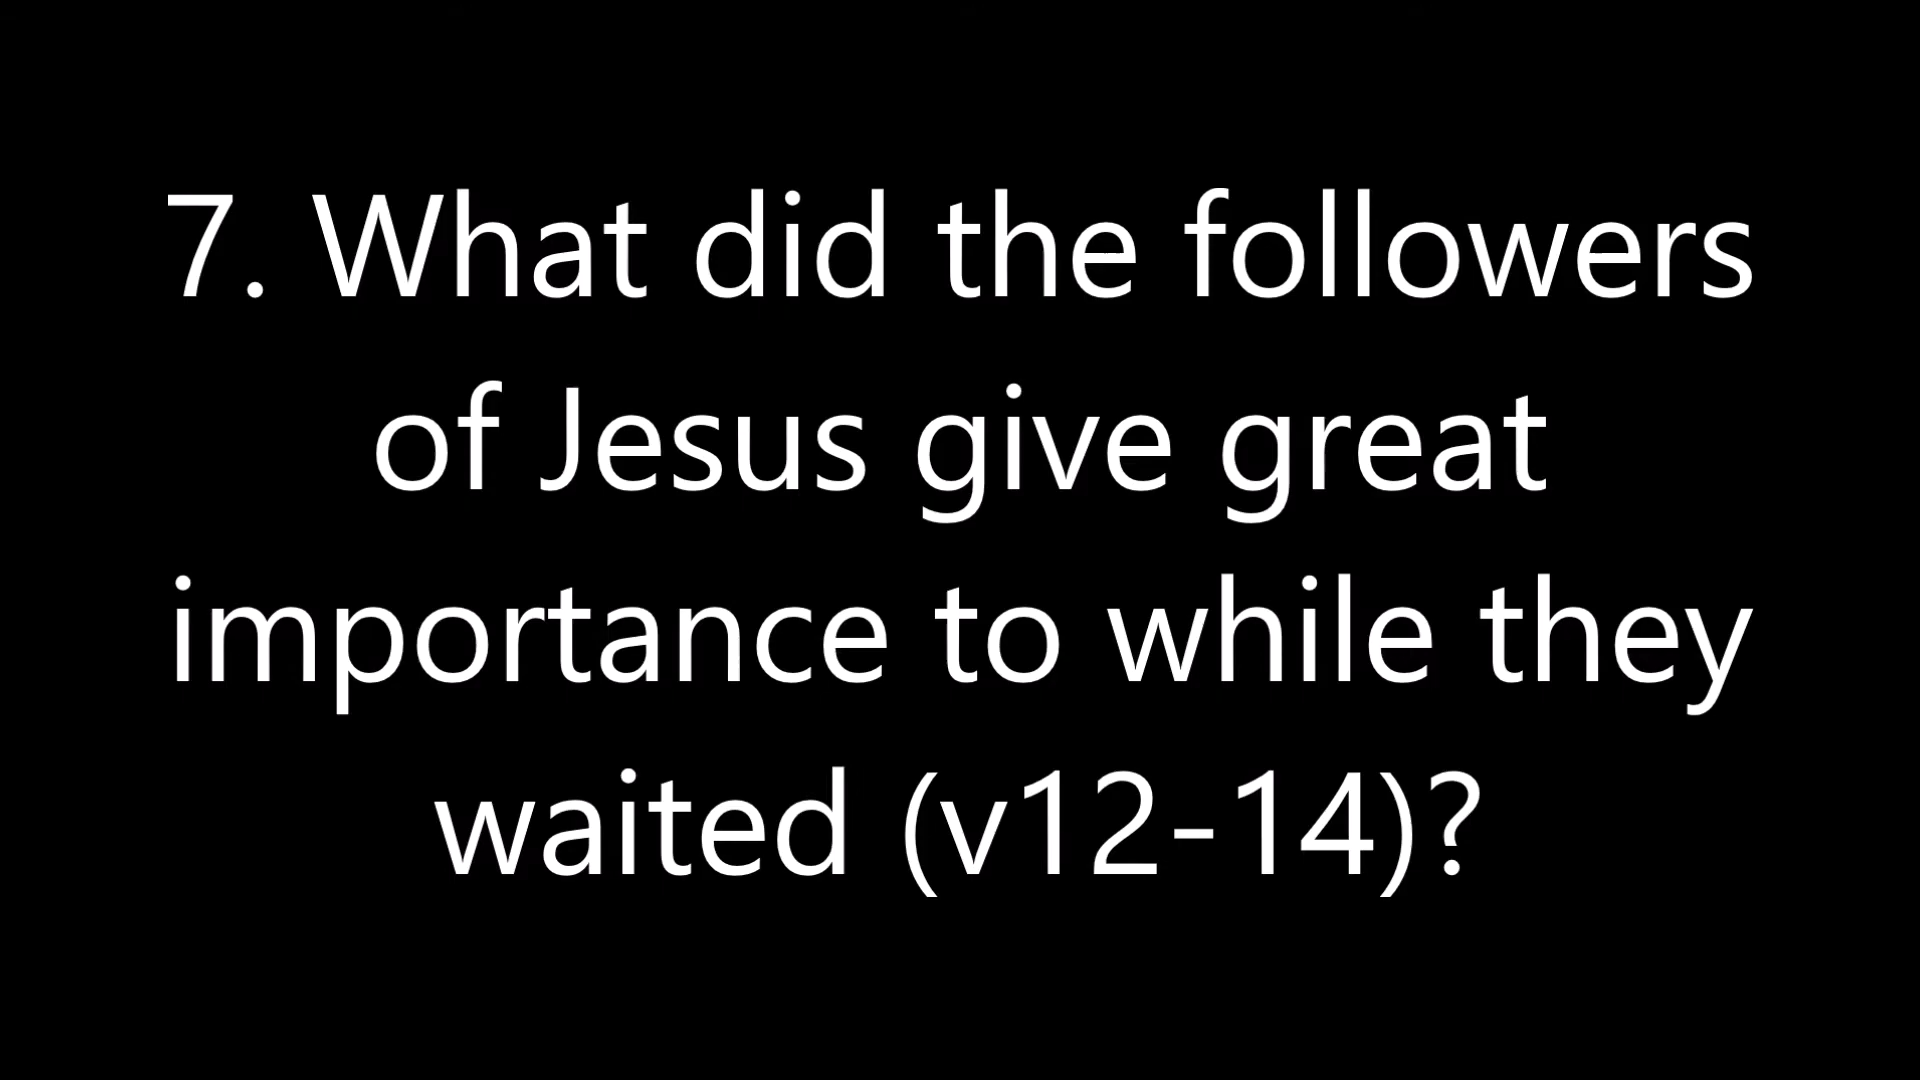 7. What did the followers
of Jesus give great
importance to while they
waited (v12-14)?